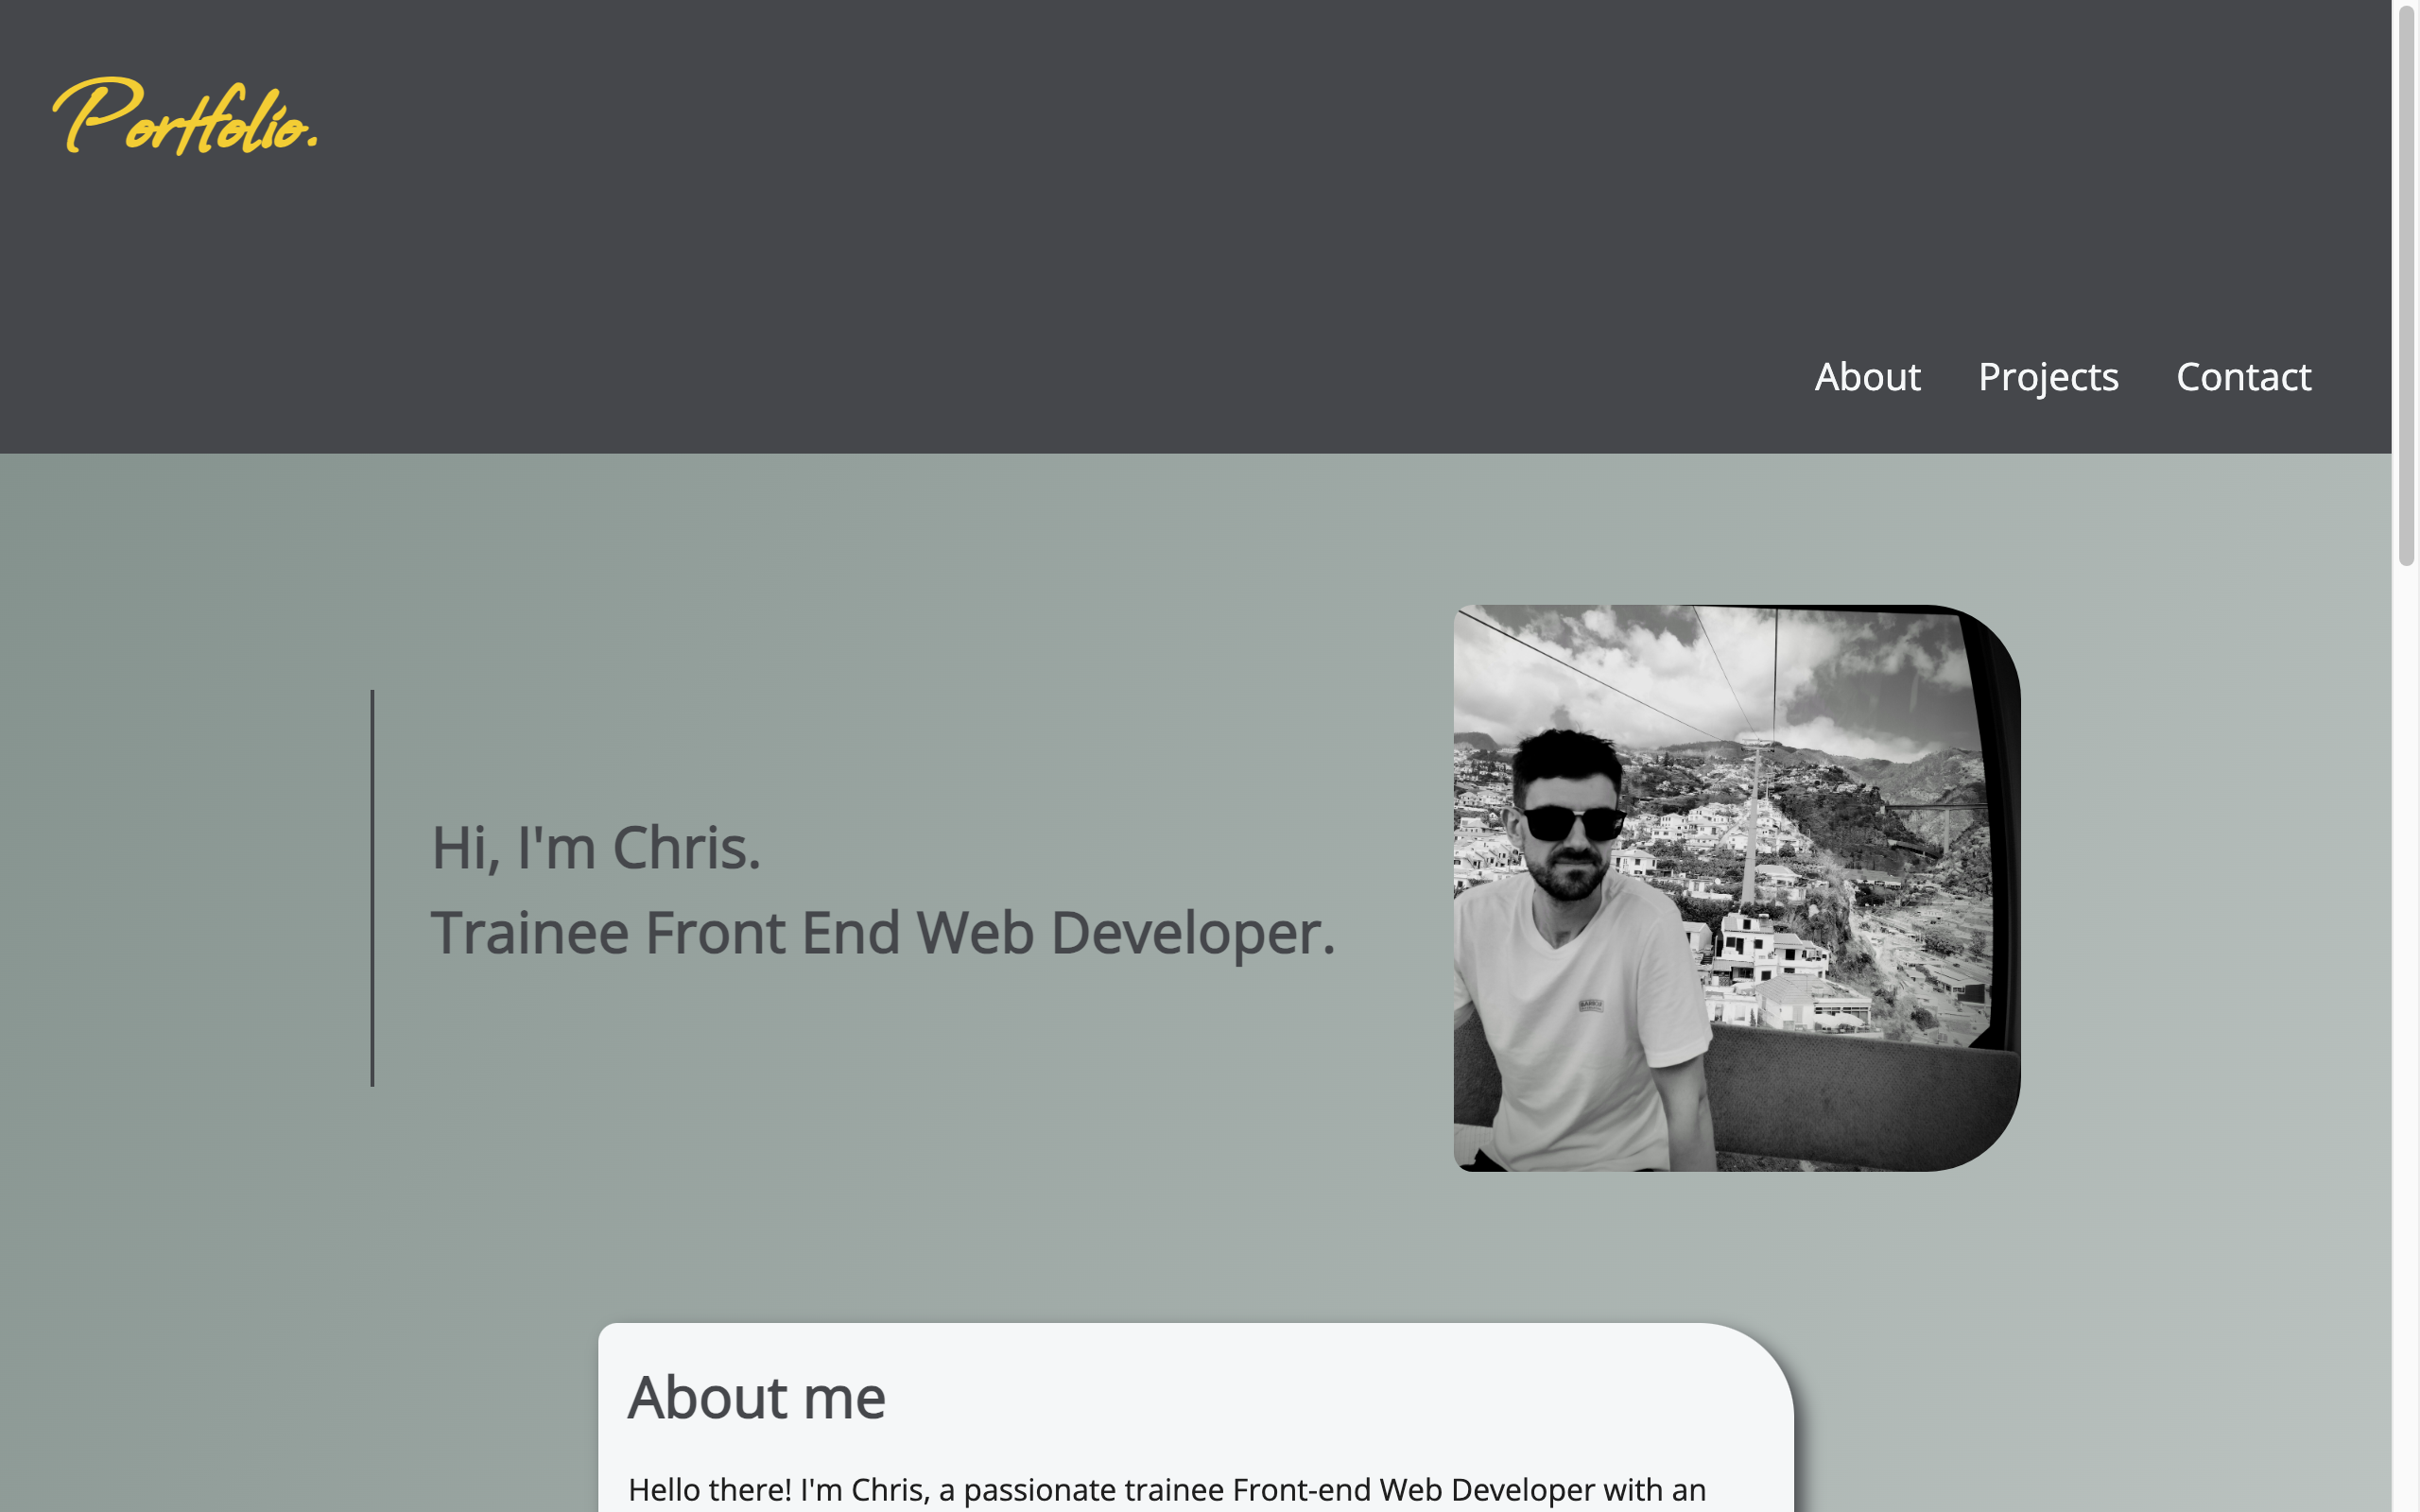 Portfolio.
About Projects Contact
Hi, I'm Chris.
Trainee Front End Web Developer.
About me
Hello there! I'm Chris, a passionate trainee Front-end Web Developer with an